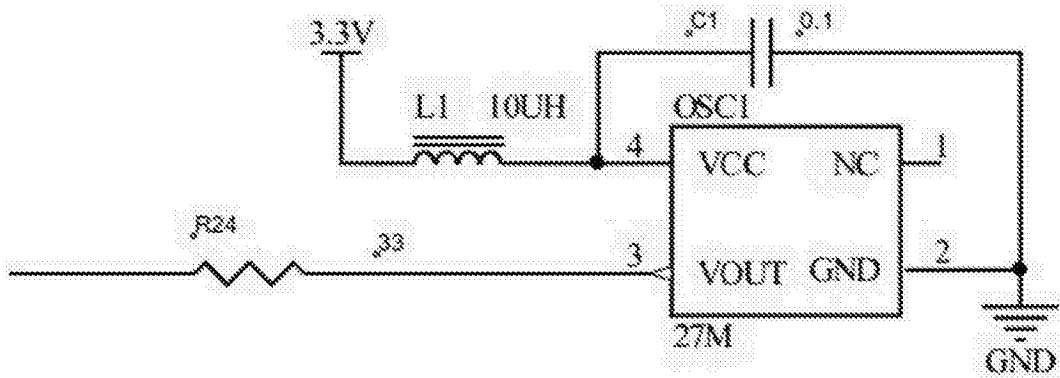 3.3V
C1
0.1
L1 10UH
OSC1
4
VCC
NC
1
R24
33
3
VOUT
GND
2
27M
GND